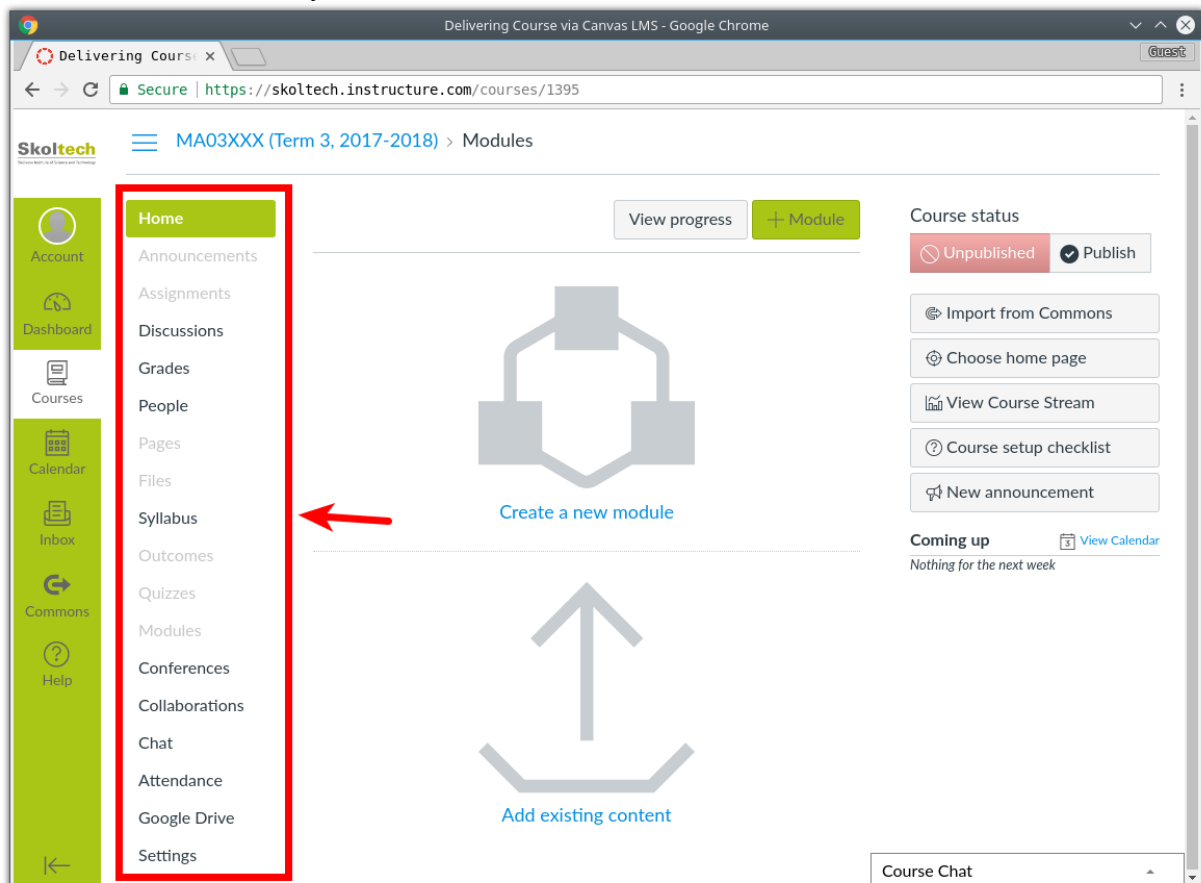 Delivering Course via Canvas LMS - Google Chrome
Delivering Cours
Guest
Secure | https://skoltech.instructure.com/courses/1395
Skoltech
MA03XXX (Term 3, 2017-2018) > Modules
Account
Dashboard
Courses
Calendar
Inbox
Commons
Help
Home
Announcements
Assignments
Discussions
Grades
People
Pages
Files
Syllabus
Outcomes
Quizzes
Modules
Conferences
Collaborations
Chat
Attendance
Google Drive
Settings
View progress
+ Module
Create a new module
Add existing content
Course status
Unpublished
Publish
Import from Commons
Choose home page
View Course Stream
Course setup checklist
New announcement
Coming up
3 View Calendar
Nothing for the next week
Course Chat